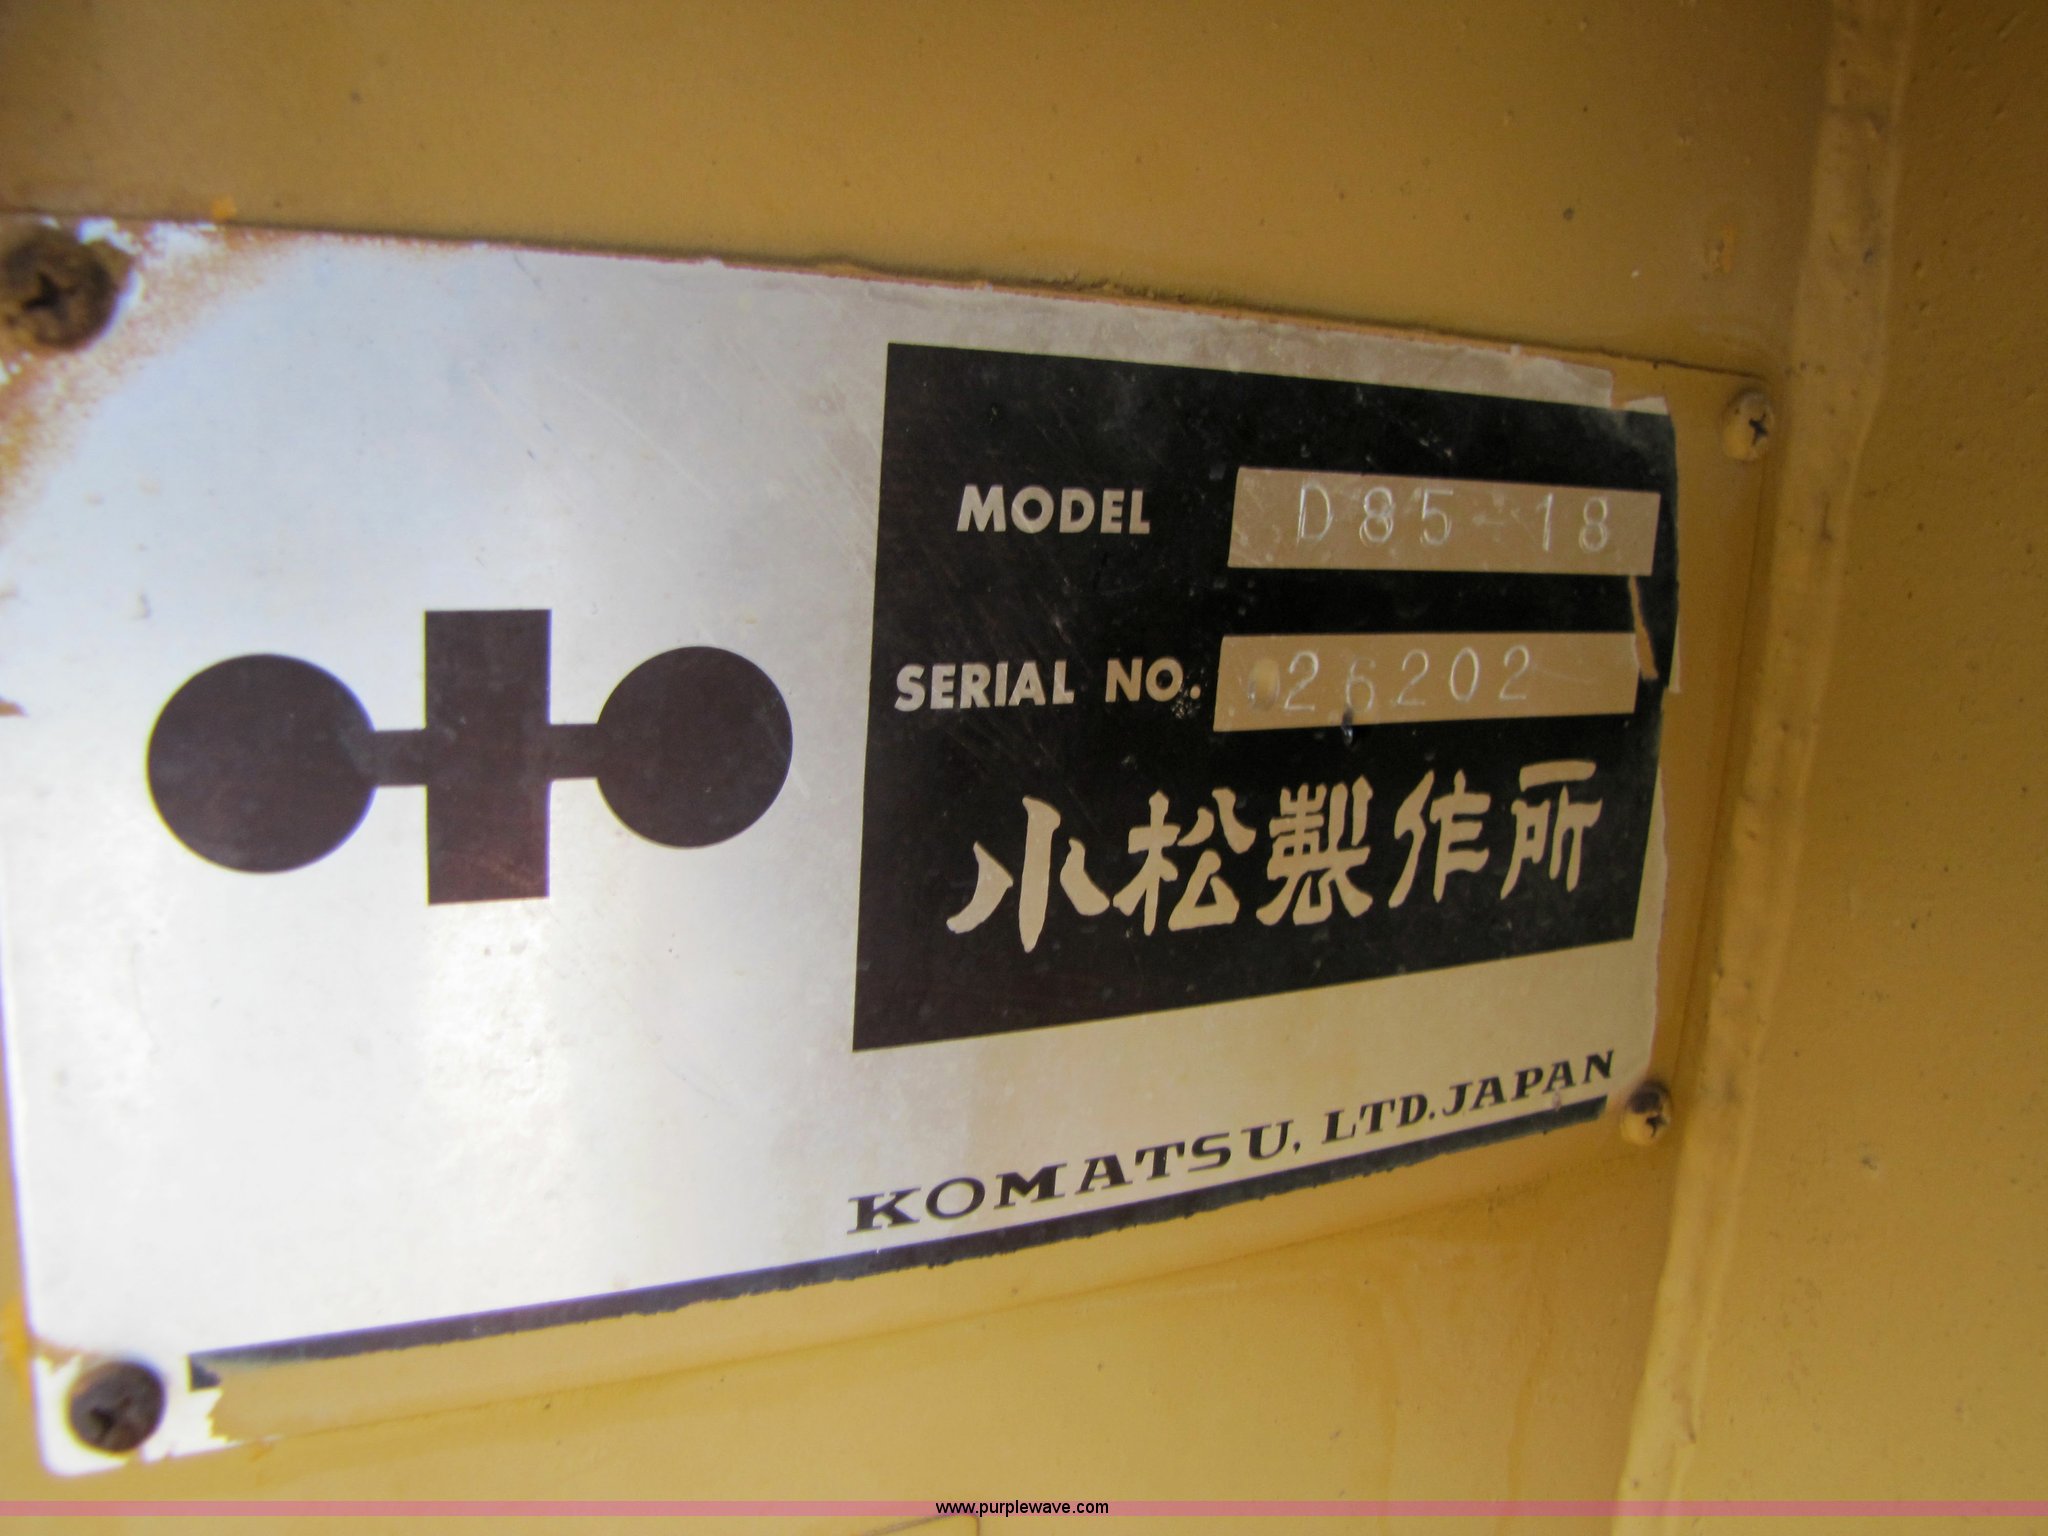 MODEL D85-18
SERIAL NO. 26202
小松製作所
KOMATSU, LTD. JAPAN
www.purplewave.com